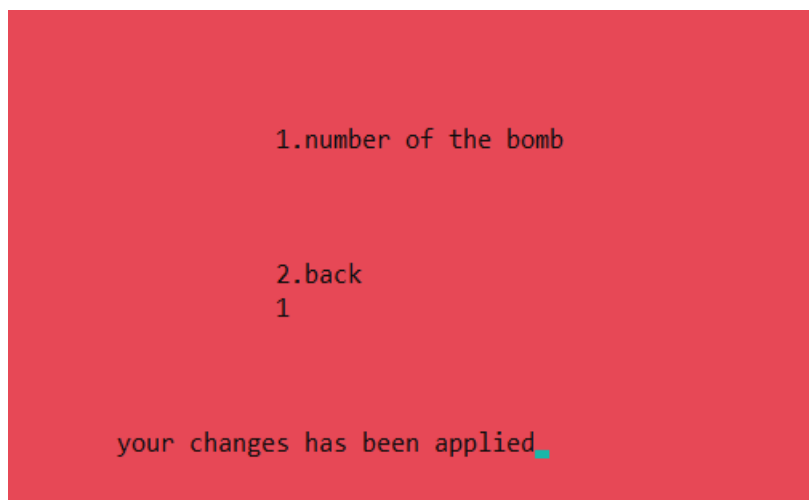 1.number of the bomb
2.back
1
your changes has been applied